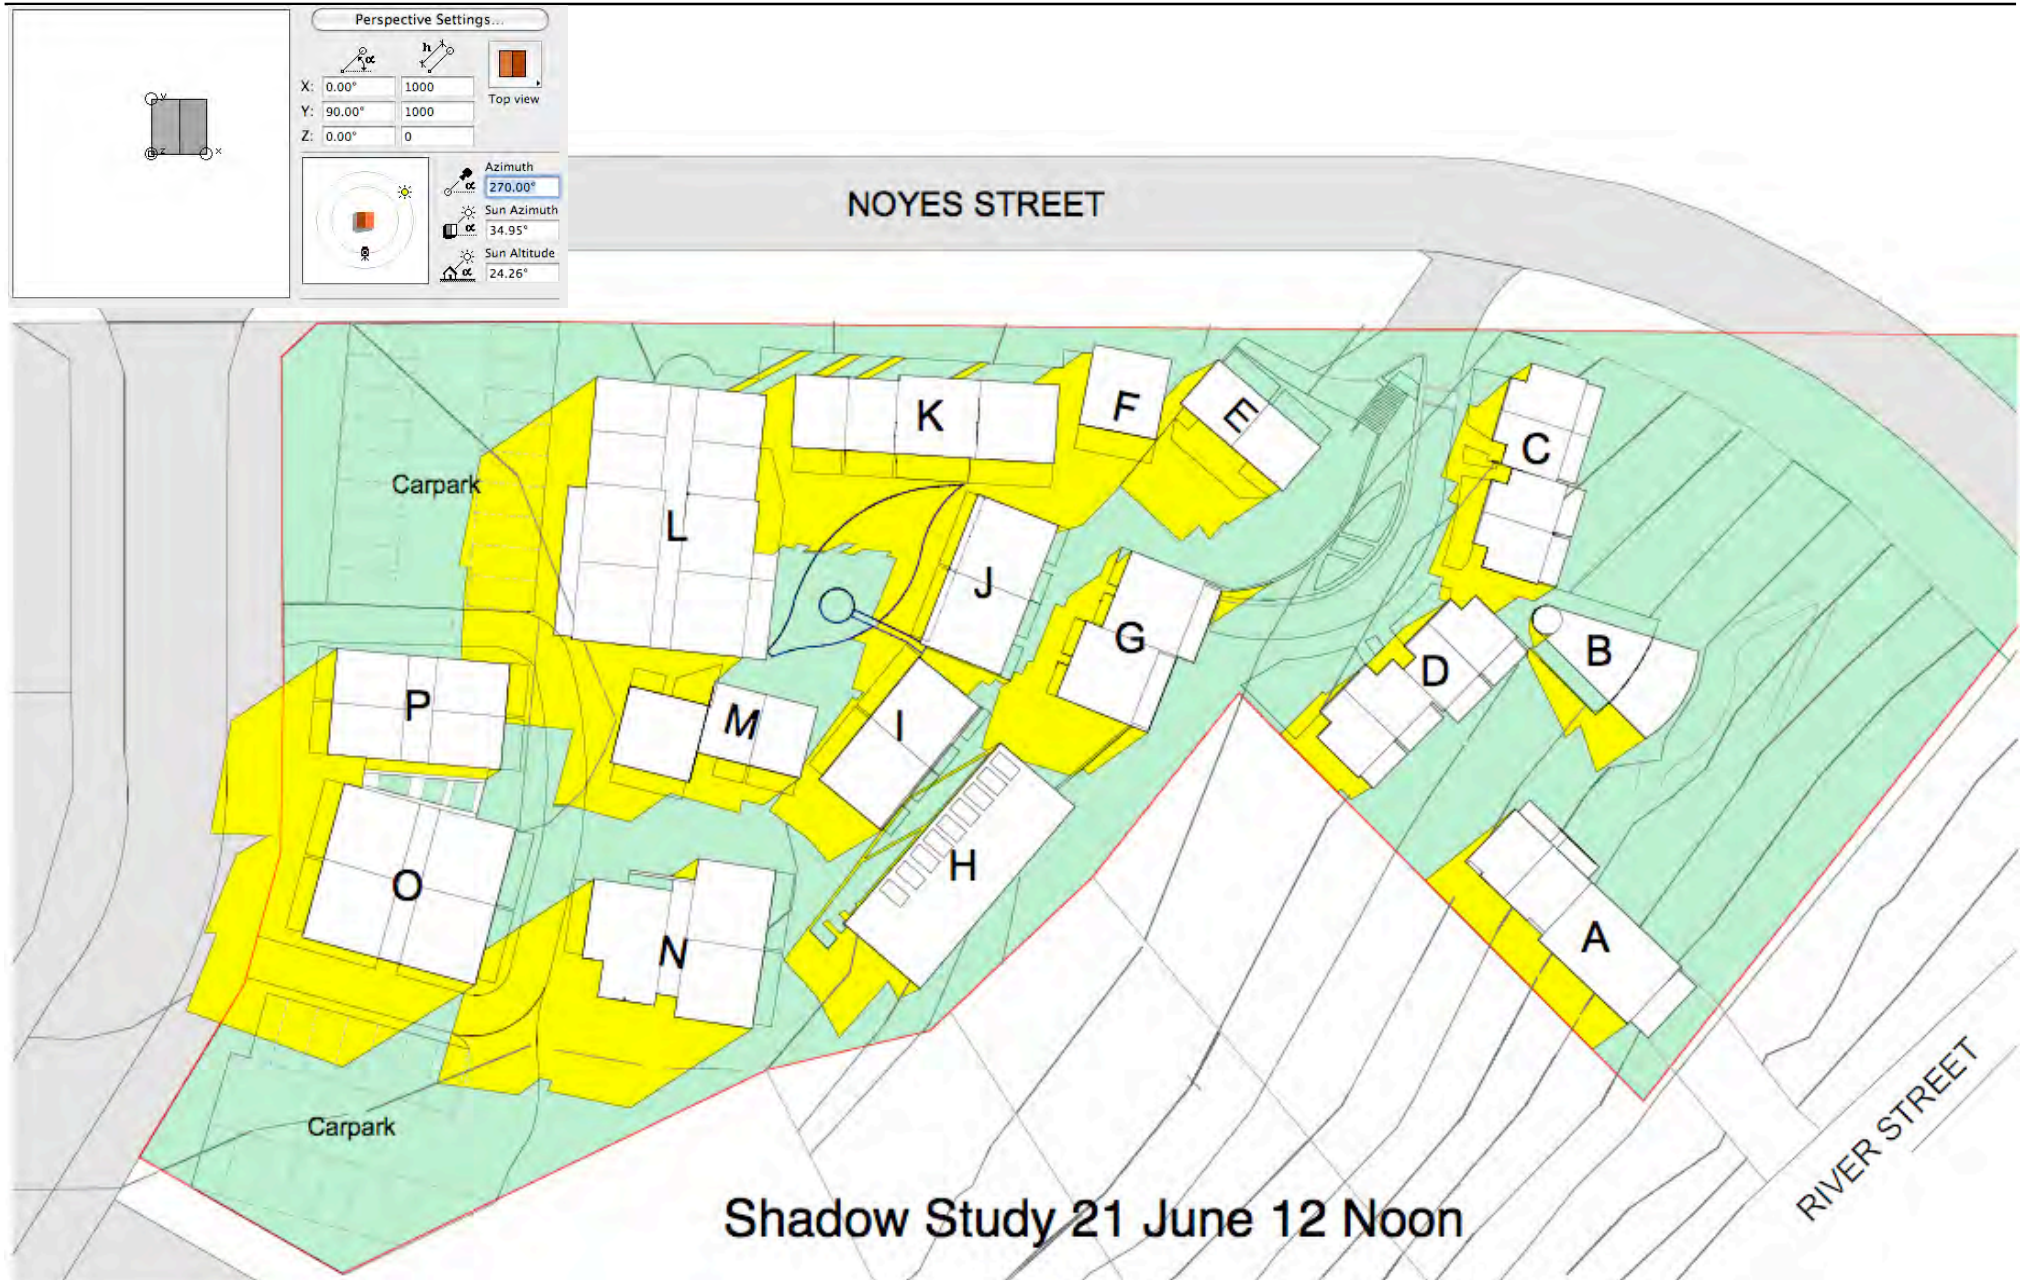 Perspective Settings...
α h
X: 0.00° 1000
Y: 90.00° 1000
Z: 0.00° 0
Top view
y
z x
Azimuth
α 270.00°
Sun Azimuth
α 34.95°
Sun Altitude
α 24.26°
NOYES STREET
K
F
E
C
Carpark
L
J
G
B
D
P
M
I
H
O
N
A
Carpark
RIVER STREET
Shadow Study 21 June 12 Noon